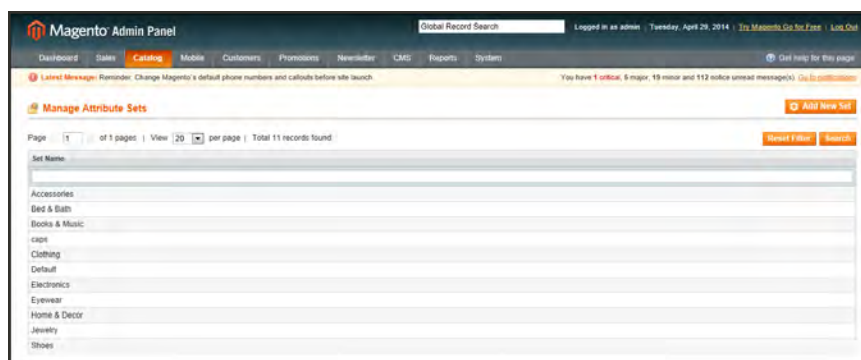 Magento Admin Panel
Global Record Search
Logged in as admin | Tuesday, April 29, 2014 | Try Magento Go for Free | Log Out
Dashboard Sales Catalog Mobile Customers Promotions Newsletter CMS Reports System
Get help for this page
Latest Message: Reminder: Change Magento's default phone numbers and callouts before site launch
You have 1 critical, 5 major, 19 minor and 112 notice unread message(s). Go to notifications
Manage Attribute Sets
Add New Set
Page 1 of 1 pages | View 20 per page | Total 11 records found
Reset Filter Search
Set Name
Accessories
Bed & Bath
Books & Music
caps
Clothing
Default
Electronics
Eyewear
Home & Decor
Jewelry
Shoes